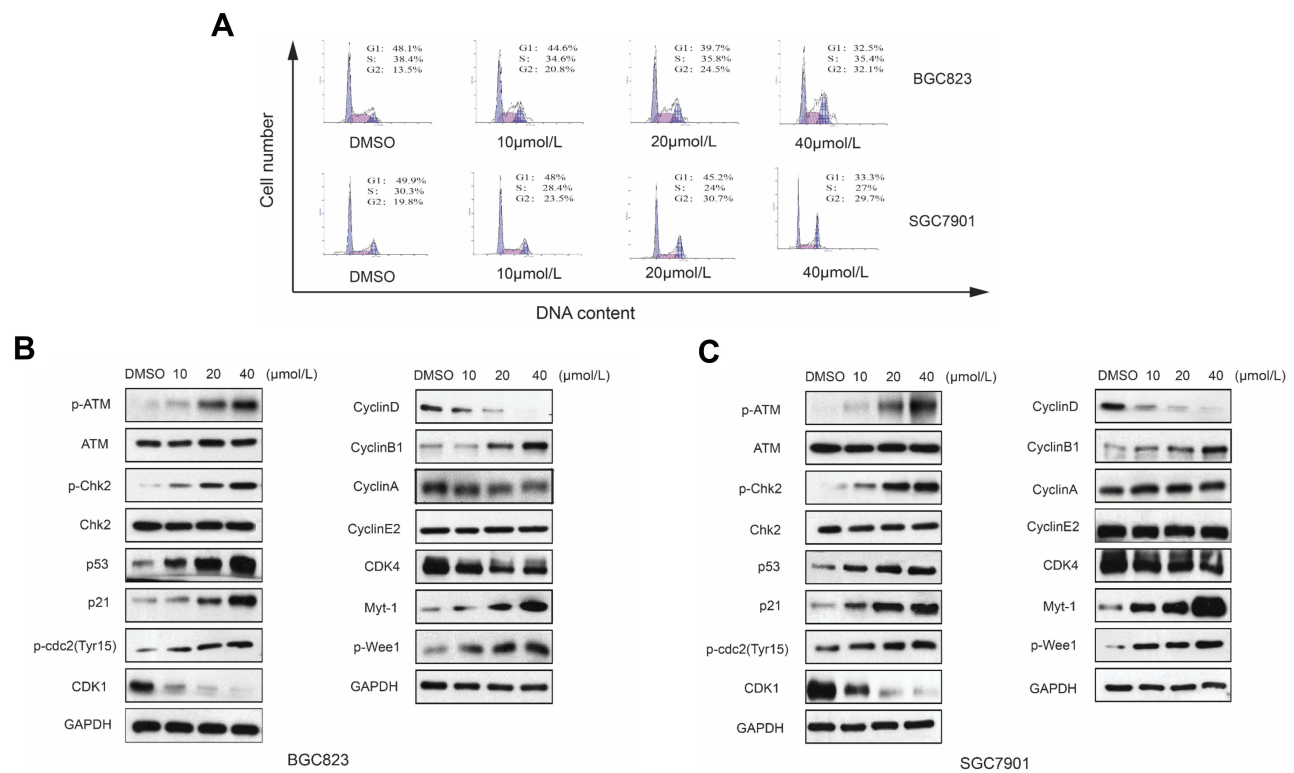 A
G1: 48.1%
S: 38.4%
G2: 13.5%
G1: 44.6%
S: 34.6%
G2: 20.8%
G1: 39.7%
S: 35.8%
G2: 24.5%
G1: 32.5%
S: 35.4%
G2: 32.1%
BGC823
DMSO
10μmol/L
20μmol/L
40μmol/L
Cell number
G1: 49.9%
S: 30.3%
G2: 19.8%
G1: 48%
S: 28.4%
G2: 23.5%
G1: 45.2%
S: 24%
G2: 30.7%
G1: 33.3%
S: 27%
G2: 29.7%
SGC7901
DMSO
10μmol/L
20μmol/L
40μmol/L
DNA content
B
DMSO 10 20 40 (μmol/L)
p-ATM
ATM
p-Chk2
Chk2
p53
p21
p-cdc2(Tyr15)
CDK1
GAPDH
DMSO 10 20 40 (μmol/L)
CyclinD
CyclinB1
CyclinA
CyclinE2
CDK4
Myt-1
p-Wee1
GAPDH
BGC823
C
DMSO 10 20 40 (μmol/L)
p-ATM
ATM
p-Chk2
Chk2
p53
p21
p-cdc2(Tyr15)
CDK1
GAPDH
DMSO 10 20 40 (μmol/L)
CyclinD
CyclinB1
CyclinA
CyclinE2
CDK4
Myt-1
p-Wee1
GAPDH
SGC7901